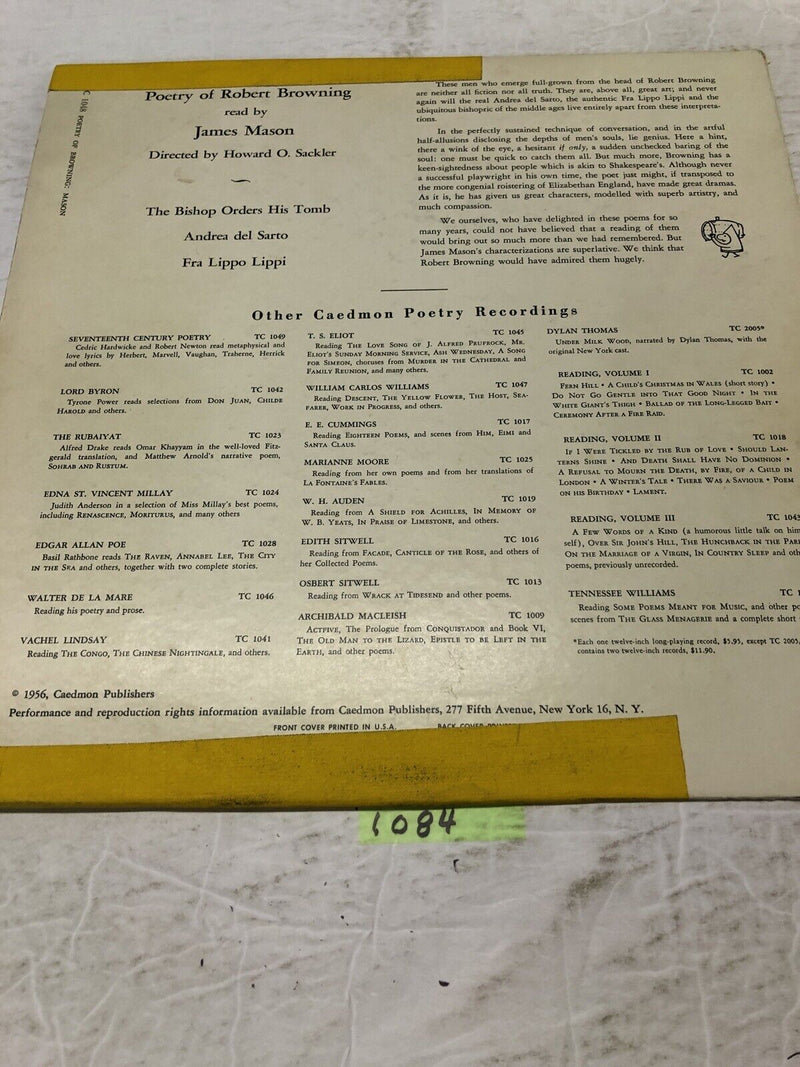 C 1048 POETRY OF BROWNING: MASON
Poetry of Robert Browning
read by
James Mason
Directed by Howard O. Sackler
The Bishop Orders His Tomb
Andrea del Sarto
Fra Lippo Lippi
These men who emerge full-grown from the head of Robert Browning
are neither all fiction nor all truth. They are, above all, great art; and never
again will the real Andrea del Sarto, the authentic Fra Lippo Lippi and the
ubiquitous bishopric of the middle ages live entirely apart from these interpreta-
tions.
In the perfectly sustained technique of conversation, and in the artful
half-allusions disclosing the depths of men's souls, lie genius. Here a hint,
there a wink of the eye, a hesitant if only, a sudden unchecked baring of the
soul: one must be quick to catch them all. But much more, Browning has a
keen-sightedness about people which is akin to Shakespeare's. Although never
a successful playwright in his own time, the poet just might, if transposed to
the more congenial roistering of Elizabethan England, have made great dramas.
As it is, he has given us great characters, modelled with superb artistry, and
much compassion.
We ourselves, who have delighted in these poems for so
many years, could not have believed that a reading of them
would bring out so much more than we had remembered. But
James Mason's characterizations are superlative. We think that
Robert Browning would have admired them hugely.
Other Caedmon Poetry Recordings
SEVENTEENTH CENTURY POETRY TC 1049
Cedric Hardwicke and Robert Newton read metaphysical and
love lyrics by Herbert, Marvell, Vaughan, Traherne, Herrick
and others.
LORD BYRON TC 1042
Tyrone Power reads selections from DON JUAN, CHILDE
HAROLD and others.
THE RUBAIYAT TC 1023
Alfred Drake reads Omar Khayyam in the well-loved Fitz-
gerald translation, and Matthew Arnold's narrative poem,
SOHRAB AND RUSTUM.
EDNA ST. VINCENT MILLAY TC 1024
Judith Anderson in a selection of Miss Millay's best poems,
including RENASCENCE, MORITURUS, and many others
EDGAR ALLAN POE TC 1028
Basil Rathbone reads THE RAVEN, ANNABEL LEE, THE CITY
IN THE SEA and others, together with two complete stories.
WALTER DE LA MARE TC 1046
Reading his poetry and prose.
VACHEL LINDSAY TC 1041
Reading THE CONGO, THE CHINESE NIGHTINGALE, and others.
T. S. ELIOT TC 1045
Reading THE LOVE SONG OF J. ALFRED PRUFROCK, MR.
ELIOT'S SUNDAY MORNING SERVICE, ASH WEDNESDAY, A SONG
FOR SIMEON, choruses from MURDER IN THE CATHEDRAL and
FAMILY REUNION, and many others.
WILLIAM CARLOS WILLIAMS TC 1047
Reading DESCENT, THE YELLOW FLOWER, THE HOST, SEA-
FARER, WORK IN PROGRESS, and others.
E. E. CUMMINGS TC 1017
Reading EIGHTEEN POEMS, and scenes from HIM, EIMI and
SANTA CLAUS.
MARIANNE MOORE TC 1025
Reading from her own poems and from her translations of
LA FONTAINE'S FABLES.
W. H. AUDEN TC 1019
Reading from A SHIELD FOR ACHILLES, IN MEMORY OF
W. B. YEATS, IN PRAISE OF LIMESTONE, and others.
EDITH SITWELL TC 1016
Reading from FACADE, CANTICLE OF THE ROSE, and others of
her Collected Poems.
OSBERT SITWELL TC 1013
Reading from WRACK AT TIDESEND and other poems.
ARCHIBALD MACLEISH TC 1009
ACTFIVE, The Prologue from CONQUISTADOR and Book VI,
THE OLD MAN TO THE LIZARD, EPISTLE TO BE LEFT IN THE
EARTH, and other poems.
DYLAN THOMAS TC 2005*
UNDER MILK WOOD, narrated by Dylan Thomas, with the
original New York cast.
READING, VOLUME I TC 1002
FERN HILL • A CHILD'S CHRISTMAS IN WALES (short story) •
DO NOT GO GENTLE INTO THAT GOOD NIGHT • IN THE
WHITE GIANT'S THIGH • BALLAD OF THE LONG-LEGGED BAIT •
CEREMONY AFTER A FIRE RAID.
READING, VOLUME II TC 1018
IF I WERE TICKLED BY THE RUB OF LOVE • SHOULD LAN-
TERNS SHINE • AND DEATH SHALL HAVE NO DOMINION •
A REFUSAL TO MOURN THE DEATH, BY FIRE, OF A CHILD IN
LONDON • A WINTER'S TALE • THERE WAS A SAVIOUR • POEM
ON HIS BIRTHDAY • LAMENT.
READING, VOLUME III TC 1043
A FEW WORDS OF A KIND (a humorous little talk on him
self), OVER SIR JOHN'S HILL, THE HUNCHBACK IN THE PAR
ON THE MARRIAGE OF A VIRGIN, IN COUNTRY SLEEP and oth
poems, previously unrecorded.
TENNESSEE WILLIAMS TC 1
Reading SOME POEMS MEANT FOR MUSIC, and other po
scenes from THE GLASS MENAGERIE and a complete short
*Each one twelve-inch long-playing record, $5.95, except TC 2005,
contains two twelve-inch records, $11.90.
© 1956, Caedmon Publishers
Performance and reproduction rights information available from Caedmon Publishers, 277 Fifth Avenue, New York 16, N. Y.
FRONT COVER PRINTED IN U.S.A. BACK COVER
1084